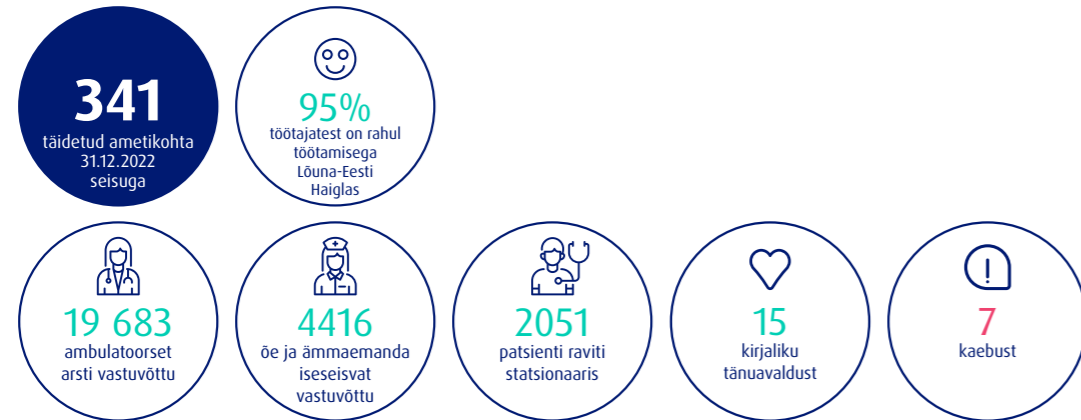 341
täidetud ametikohta
31.12.2022
seisuga
95%
töötajatest on rahul
töötamisega
Lõuna-Eesti
Haiglas
19 683
ambulatoorset
arsti vastuvõttu
4416
õe ja ämmaemanda
iseseisvat
vastuvõttu
2051
patsienti raviti
statsionaaris
15
kirjaliku
tänuavaldust
7
kaebust